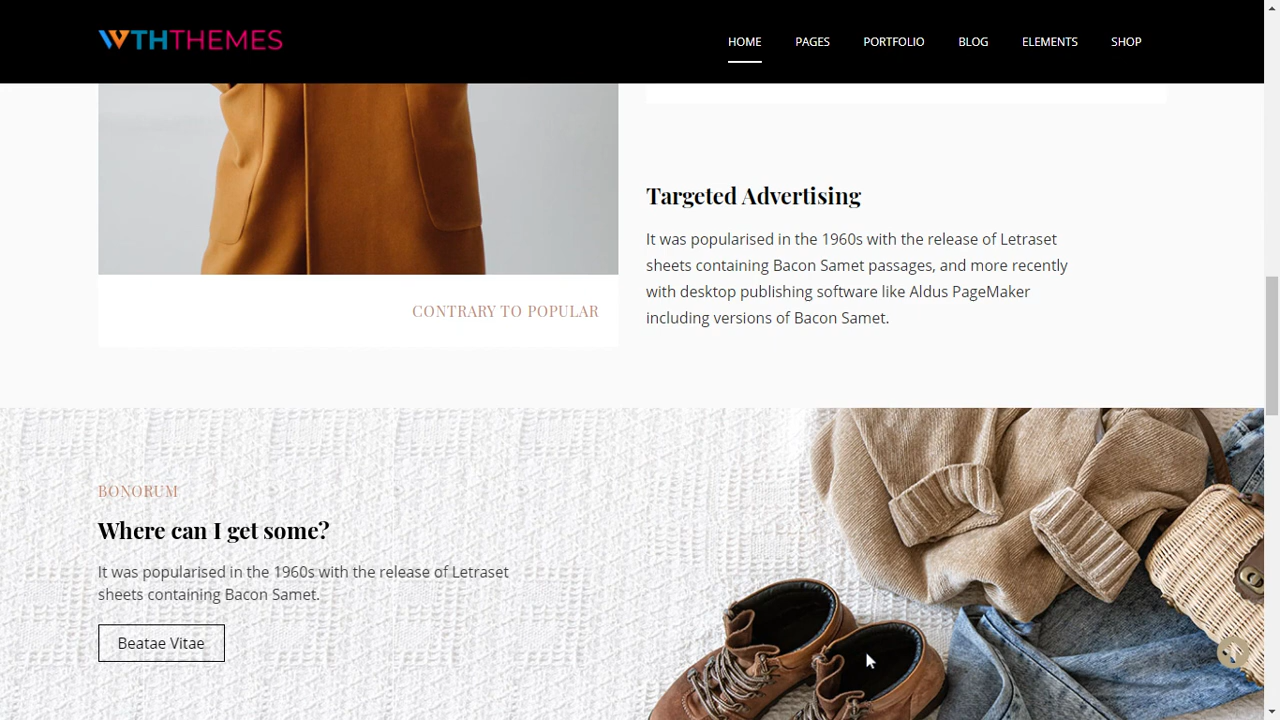 WTHTHEMES
HOME PAGES PORTFOLIO BLOG ELEMENTS SHOP
CONTRARY TO POPULAR
Targeted Advertising
It was popularised in the 1960s with the release of Letraset
sheets containing Bacon Samet passages, and more recently
with desktop publishing software like Aldus PageMaker
including versions of Bacon Samet.
BONORUM
Where can I get some?
It was popularised in the 1960s with the release of Letraset
sheets containing Bacon Samet.
Beatae Vitae